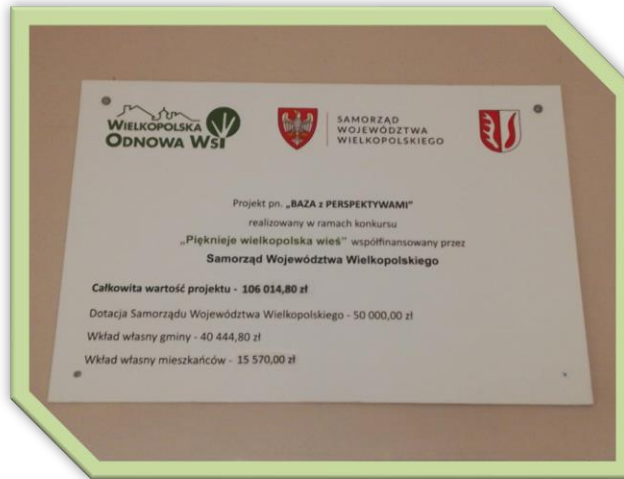 WIELKOPOLSKA
ODNOWA WSI
SAMORZĄD
WOJEWÓDZTWA
WIELKOPOLSKIEGO
Projekt pn. „BAZA z PERSPEKTYWAMI"
realizowany w ramach konkursu
„Pięknieje wielkopolska wieś" współfinansowany przez
Samorząd Województwa Wielkopolskiego
Całkowita wartość projektu - 106 014,80 zł
Dotacja Samorządu Województwa Wielkopolskiego - 50 000,00 zł
Wkład własny gminy - 40 444,80 zł
Wkład własny mieszkańców - 15 570,00 zł